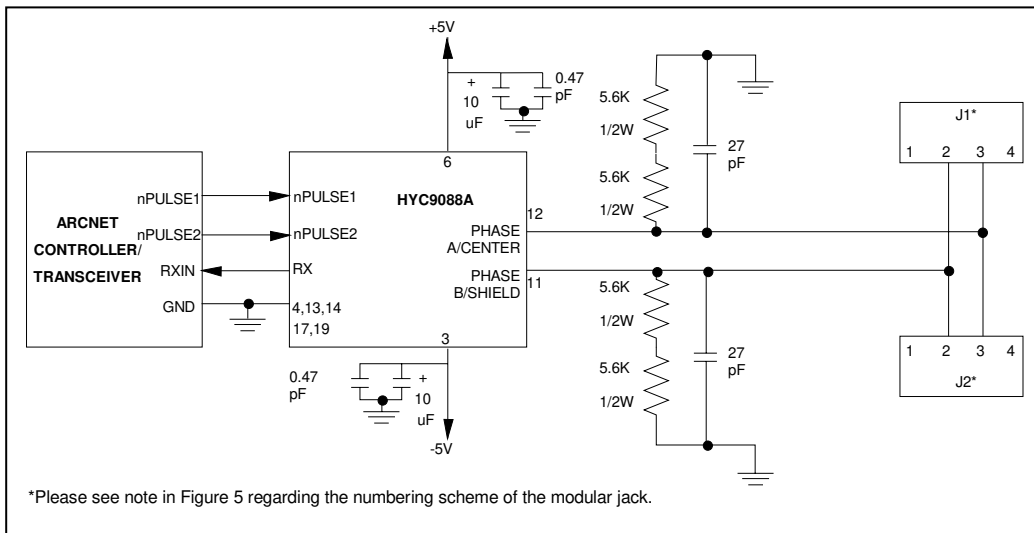 +5V
+
10
uF
0.47
pF
5.6K
1/2W
5.6K
1/2W
27
pF
J1*
1 2 3 4
6
nPULSE1
nPULSE1
HYC9088A
ARCNET
CONTROLLER/
TRANSCEIVER
nPULSE2
nPULSE2
12
PHASE
A/CENTER
RXIN
RX
PHASE
B/SHIELD
11
GND
4,13,14
17,19
3
5.6K
1/2W
5.6K
1/2W
27
pF
1 2 3 4
J2*
0.47
pF
+
10
uF
-5V
*Please see note in Figure 5 regarding the numbering scheme of the modular jack.